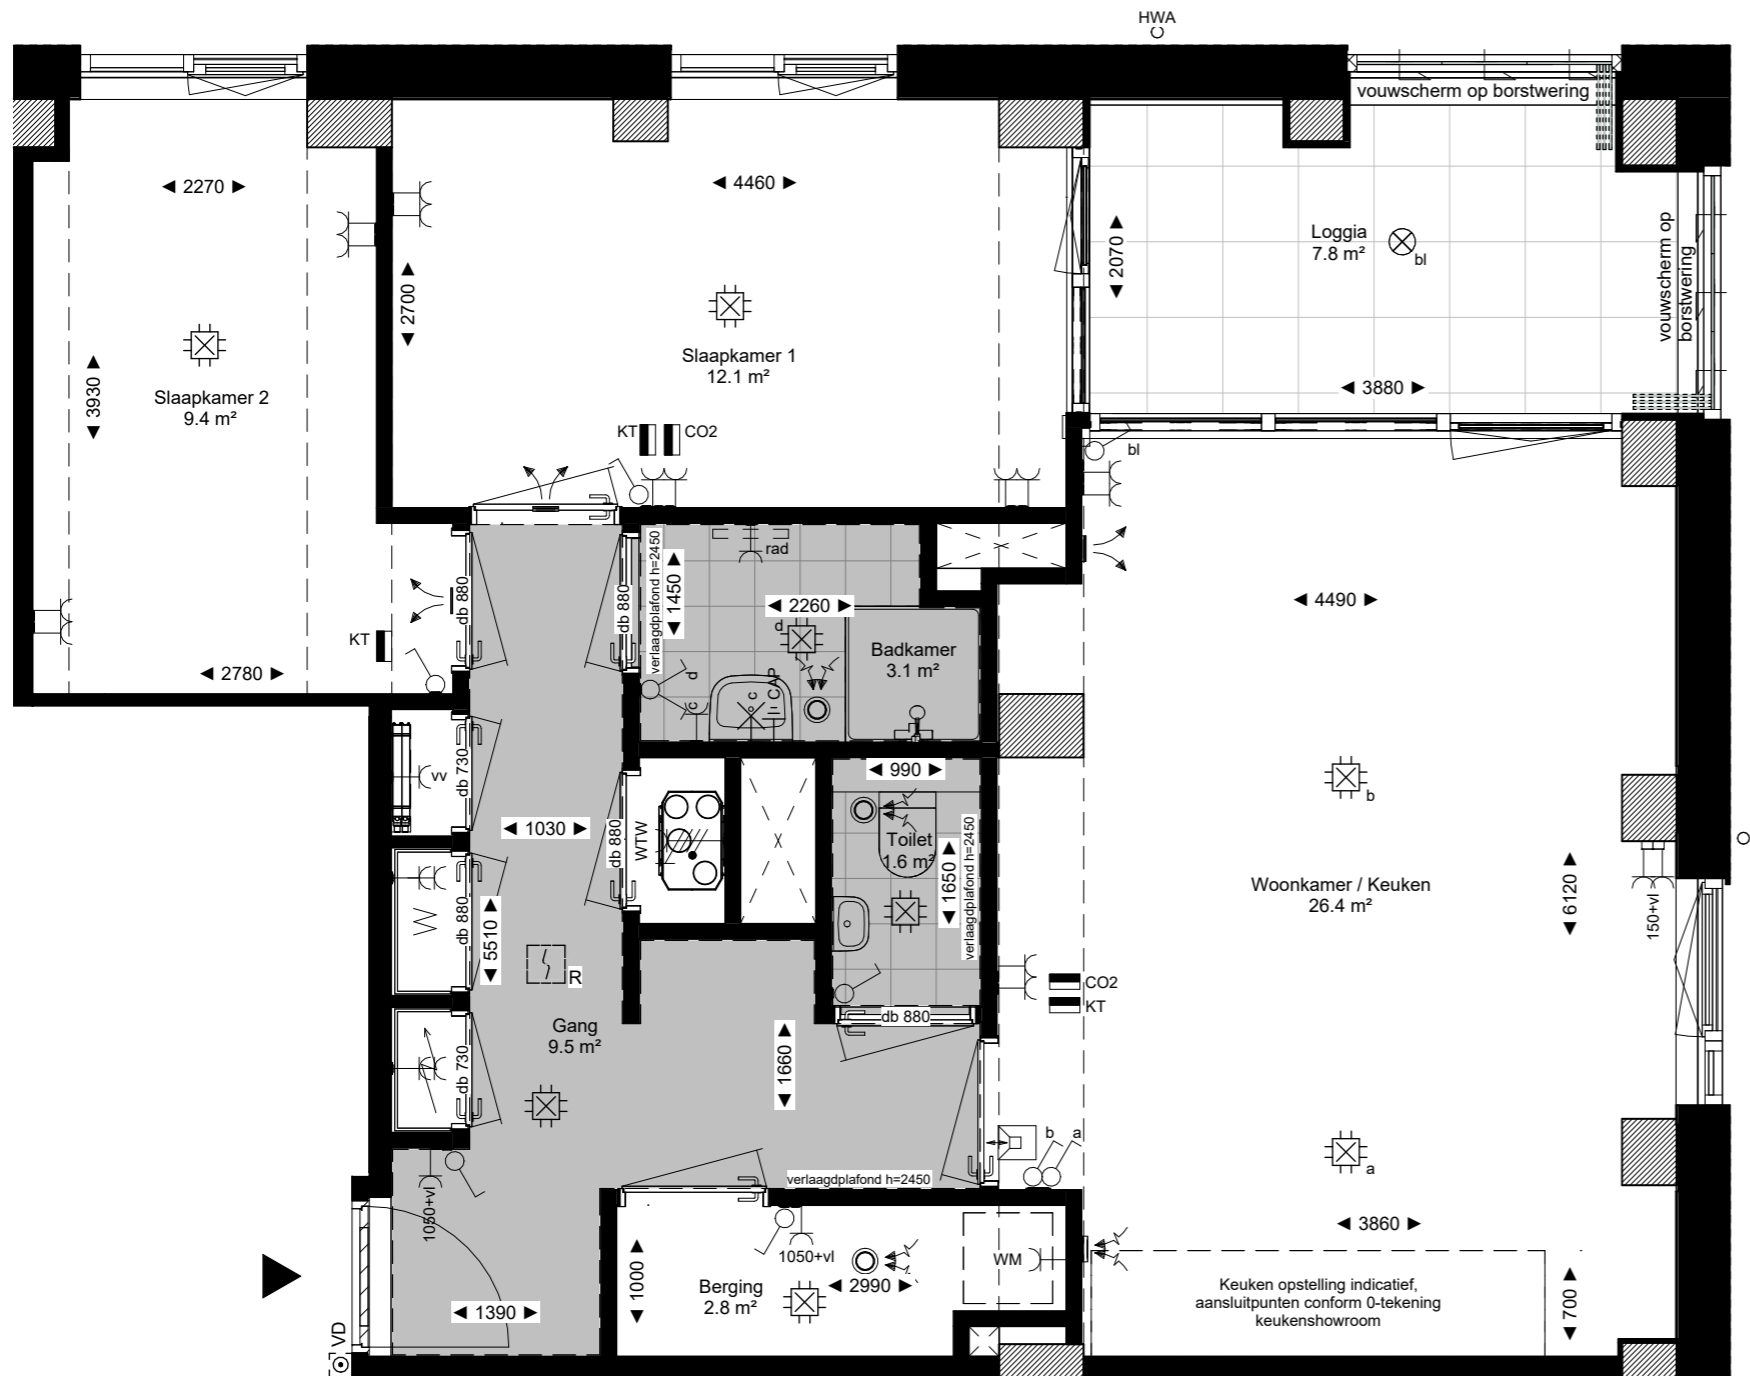 HWA
vouwscherm op borstwering
◄ 2270 ►
◄ 4460 ►
◄ 2070 ►
Loggia
7.8 m²
bl
vouwscherm op
borstwering
◄ 2700 ►
Slaapkamer 1
12.1 m²
◄ 3930 ►
Slaapkamer 2
9.4 m²
◄ 3880 ►
KT
CO2
bl
verlaagdplafond h=2450
rad
◄ 1450 ►
db 880
db 880
◄ 2260 ►
◄ 4490 ►
d
KT
Badkamer
3.1 m²
◄ 2780 ►
d
c
c
CAP
vv
db 730
◄ 990 ►
◄ 1030 ►
db 880
WTW
Toilet
1.6 m²
◄ 1650 ►
verlaagdplafond h=2450
b
Woonkamer / Keuken
26.4 m²
◄ 6120 ►
150+vl
W
db 880
◄ 5510 ►
R
CO2
KT
db 880
Gang
9.5 m²
◄ 1660 ►
db 730
b
a
a
verlaagdplafond h=2450
1050+vl
◄ 3860 ►
1050+vl
WM
◄ 1000 ►
Berging
2.8 m²
◄ 2990 ►
Keuken opstelling indicatief,
aansluitpunten conform 0-tekening
keukenshowroom
◄ 700 ►
◄ 1390 ►
VD